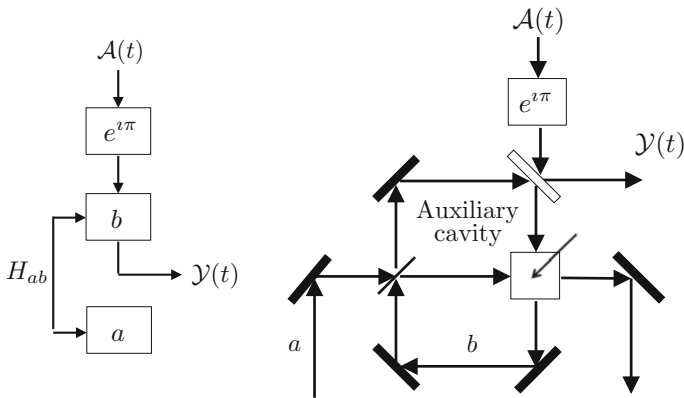 𝒜(t)
e^{ıπ}
b
𝒴(t)
H_{ab}
a
𝒜(t)
e^{ıπ}
𝒴(t)
Auxiliary
cavity
a
b